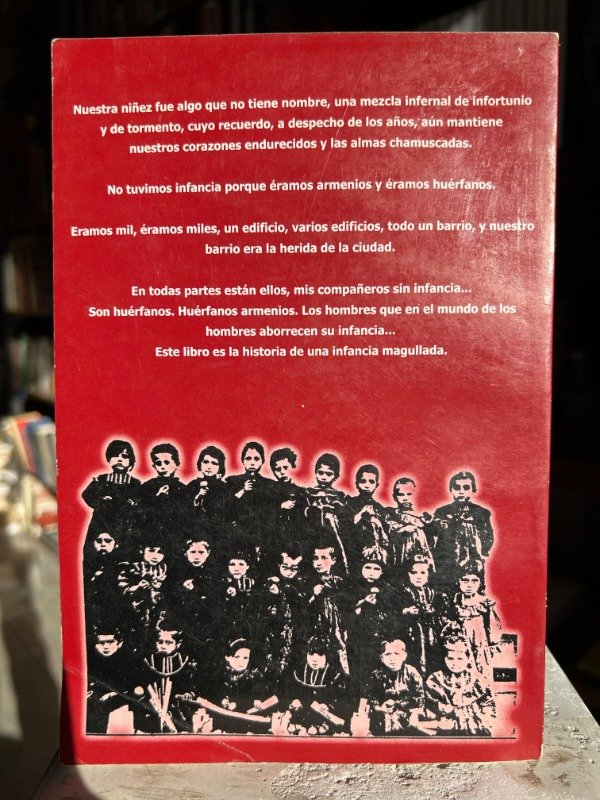 Nuestra niñez fue algo que no tiene nombre, una mezcla infernal de infortunio
y de tormento, cuyo recuerdo, a despecho de los años, aún mantiene
nuestros corazones endurecidos y las almas chamuscadas.
No tuvimos infancia porque éramos armenios y éramos huérfanos.
Eramos mil, éramos miles, un edificio, varios edificios, todo un barrio, y nuestro
barrio era la herida de la ciudad.
En todas partes están ellos, mis compañeros sin infancia...
Son huérfanos. Huérfanos armenios. Los hombres que en el mundo de los
hombres aborrecen su infancia...
Este libro es la historia de una infancia magullada.